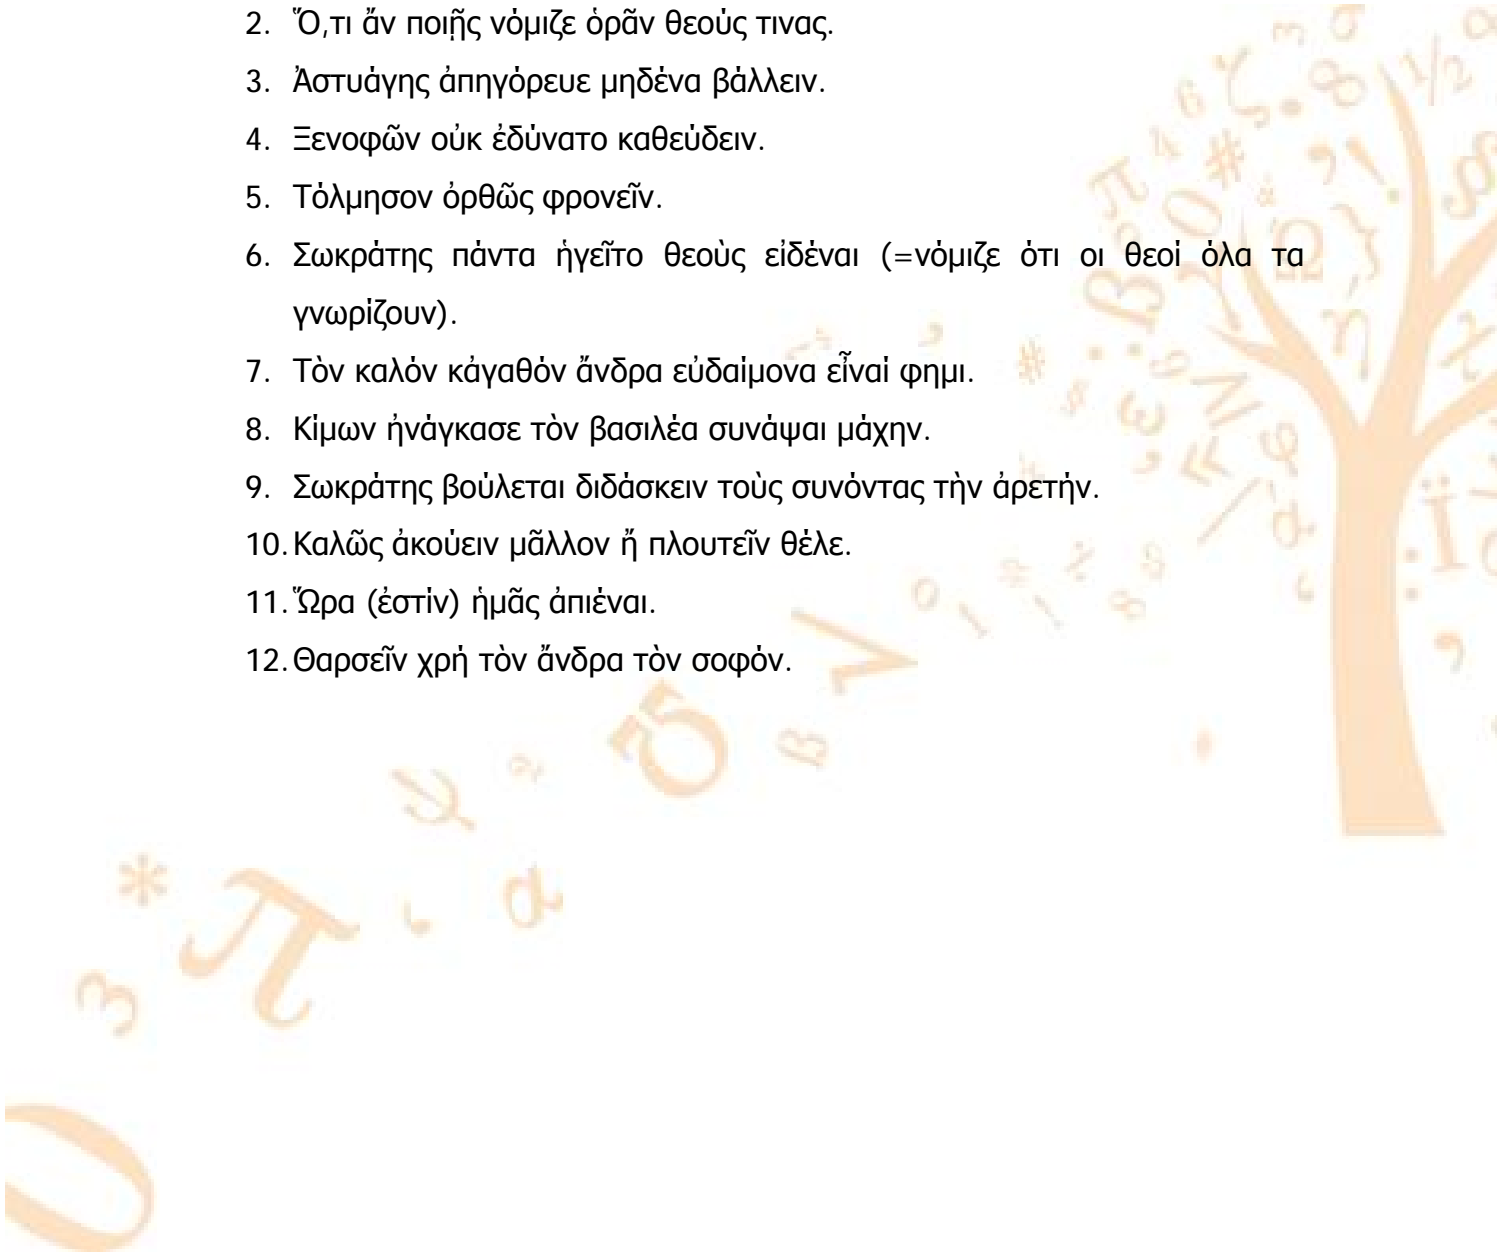 2. Ὅ,τι ἄν ποιῇς νόμιζε ὁρᾶν θεούς τινας.
3. Ἀστυάγης ἀπηγόρευε μηδένα βάλλειν.
4. Ξενοφῶν οὐκ ἐδύνατο καθεύδειν.
5. Τόλμησον ὀρθῶς φρονεῖν.
6. Σωκράτης πάντα ἡγεῖτο θεοὺς εἰδέναι (=νόμιζε ότι οι θεοί όλα τα
γνωρίζουν).
7. Τὸν καλόν κἀγαθόν ἄνδρα εὐδαίμονα εἶναί φημι.
8. Κίμων ἠνάγκασε τὸν βασιλέα συνάψαι μάχην.
9. Σωκράτης βούλεται διδάσκειν τοὺς συνόντας τὴν ἀρετήν.
10. Καλῶς ἀκούειν μᾶλλον ἤ πλουτεῖν θέλε.
11. Ὥρα (ἐστίν) ἡμᾶς ἀπιέναι.
12. Θαρσεῖν χρή τὸν ἄνδρα τὸν σοφόν.